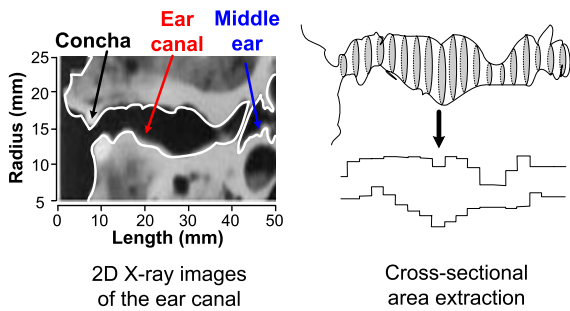 Concha
Ear
canal
Middle
ear
Radius (mm)
25
20
15
10
5
0
10
20
30
40
50
Length (mm)
2D X-ray images
of the ear canal
Cross-sectional
area extraction